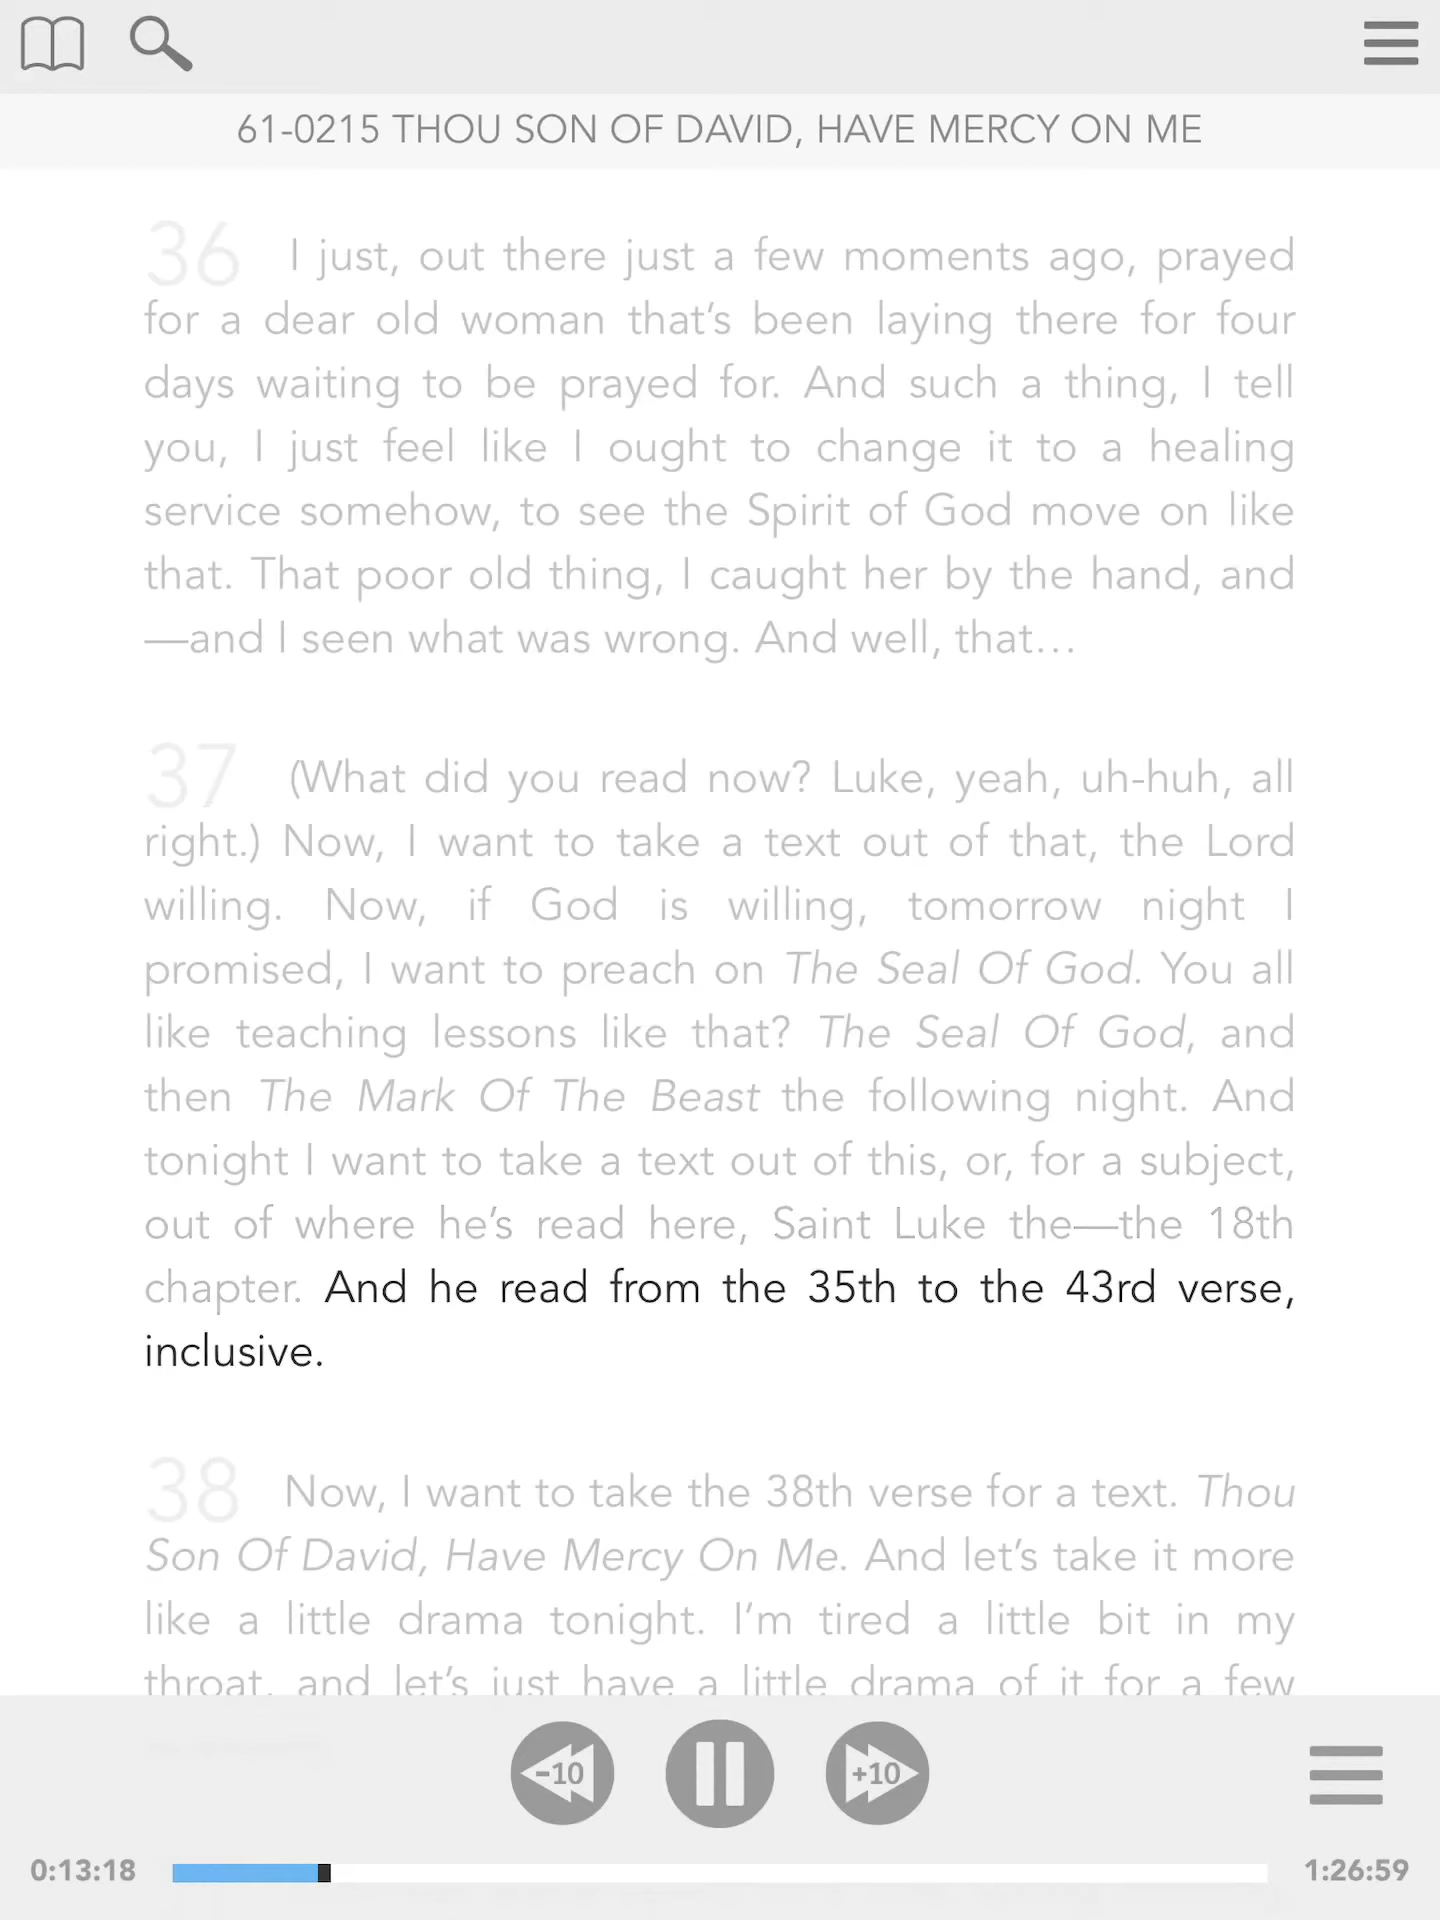 61-0215 THOU SON OF DAVID, HAVE MERCY ON ME
36 I just, out there just a few moments ago, prayed
for a dear old woman that’s been laying there for four
days waiting to be prayed for. And such a thing, I tell
you, I just feel like I ought to change it to a healing
service somehow, to see the Spirit of God move on like
that. That poor old thing, I caught her by the hand, and
—and I seen what was wrong. And well, that…
37 (What did you read now? Luke, yeah, uh-huh, all
right.) Now, I want to take a text out of that, the Lord
willing. Now, if God is willing, tomorrow night I
promised, I want to preach on The Seal Of God. You all
like teaching lessons like that? The Seal Of God, and
then The Mark Of The Beast the following night. And
tonight I want to take a text out of this, or, for a subject,
out of where he’s read here, Saint Luke the—the 18th
chapter. And he read from the 35th to the 43rd verse,
inclusive.
38 Now, I want to take the 38th verse for a text. Thou
Son Of David, Have Mercy On Me. And let’s take it more
like a little drama tonight. I’m tired a little bit in my
throat, and let’s just have a little drama of it for a few
-10 +10
0:13:18 1:26:59